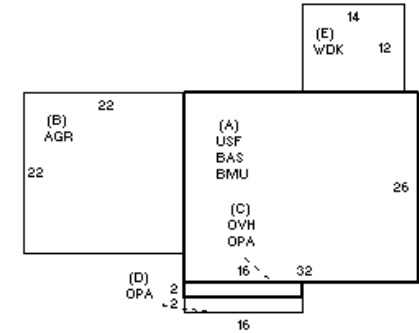 14
(E)
WDK 12
22
(B)
AGR
22
(A)
USF
BAS
BMU
26
(C)
OVH
OPA
16 32
(D)
OPA 2
2
16